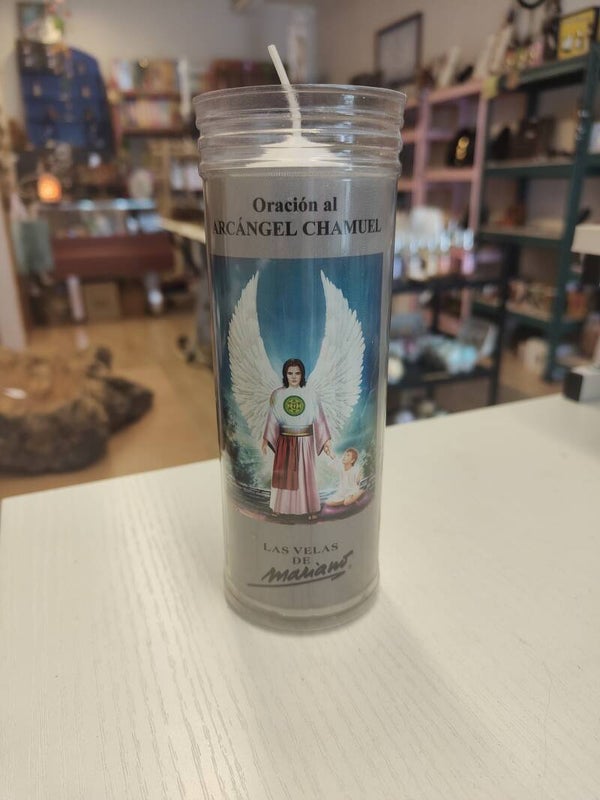 Oración al
ARCÁNGEL CHAMUEL
LAS VELAS
DE
mariano